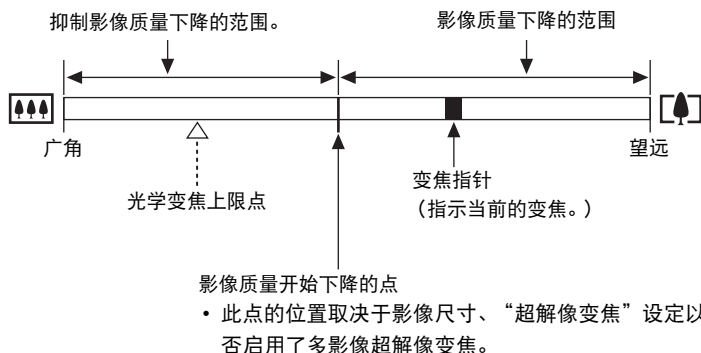 抑制影像质量下降的范围。
影像质量下降的范围
广角
望远
光学变焦上限点
变焦指针
（指示当前的变焦。）
影像质量开始下降的点
• 此点的位置取决于影像尺寸、“超解像变焦”设定以
否启用了多影像超解像变焦。